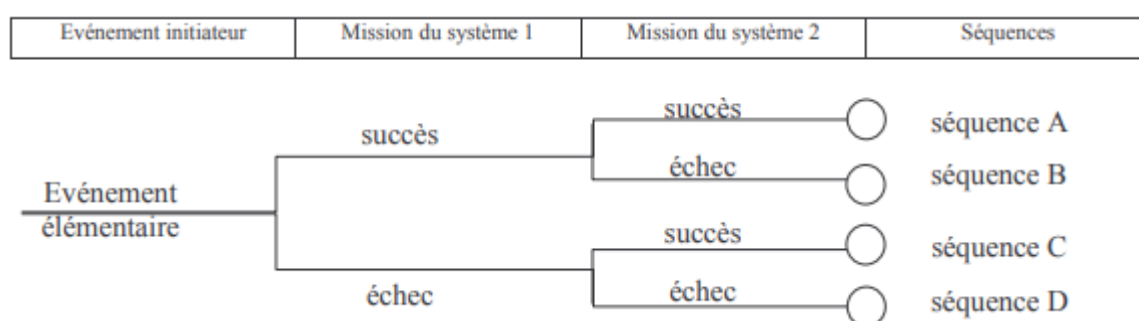 Evénement initiateur Mission du système 1 Mission du système 2 Séquences
succès séquence A
succès
échec séquence B
Evénement
élémentaire
succès séquence C
échec
échec séquence D